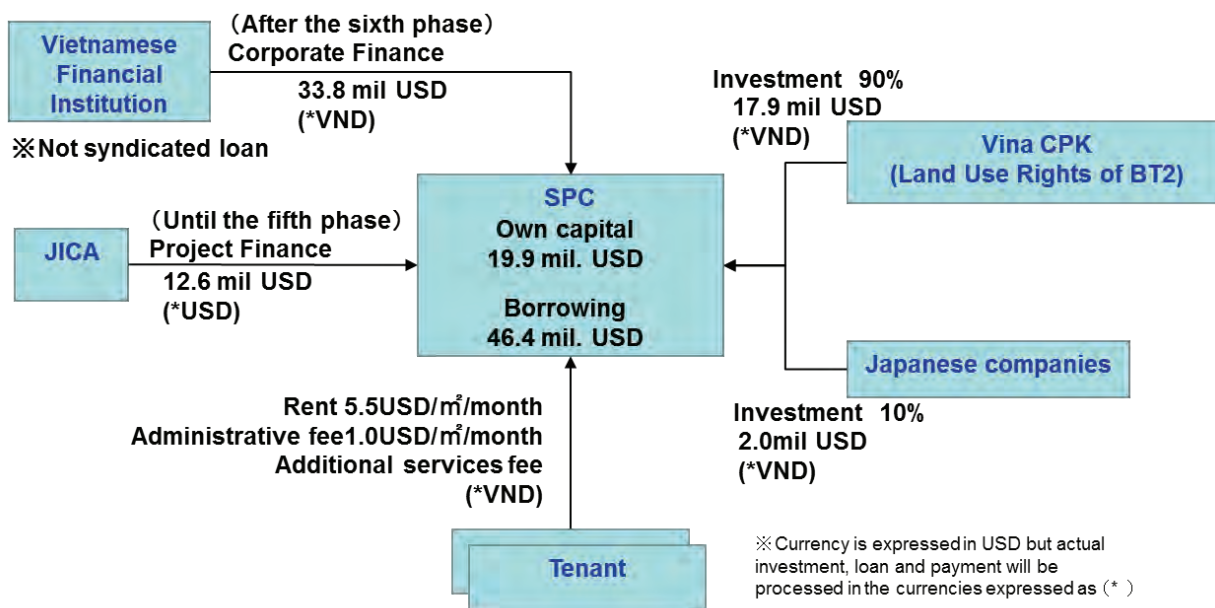 Vietnamese
Financial
Institution
※Not syndicated loan
(After the sixth phase)
Corporate Finance
33.8 mil USD
(*VND)
JICA
(Until the fifth phase)
Project Finance
12.6 mil USD
(*USD)
SPC
Own capital
19.9 mil. USD
Borrowing
46.4 mil. USD
Investment 90%
17.9 mil USD
(*VND)
Vina CPK
(Land Use Rights of BT2)
Japanese companies
Investment 10%
2.0mil USD
(*VND)
Rent 5.5USD/㎡/month
Administrative fee1.0USD/㎡/month
Additional services fee
(*VND)
Tenant
※Currency is expressed in USD but actual
investment, loan and payment will be
processed in the currencies expressed as (* )